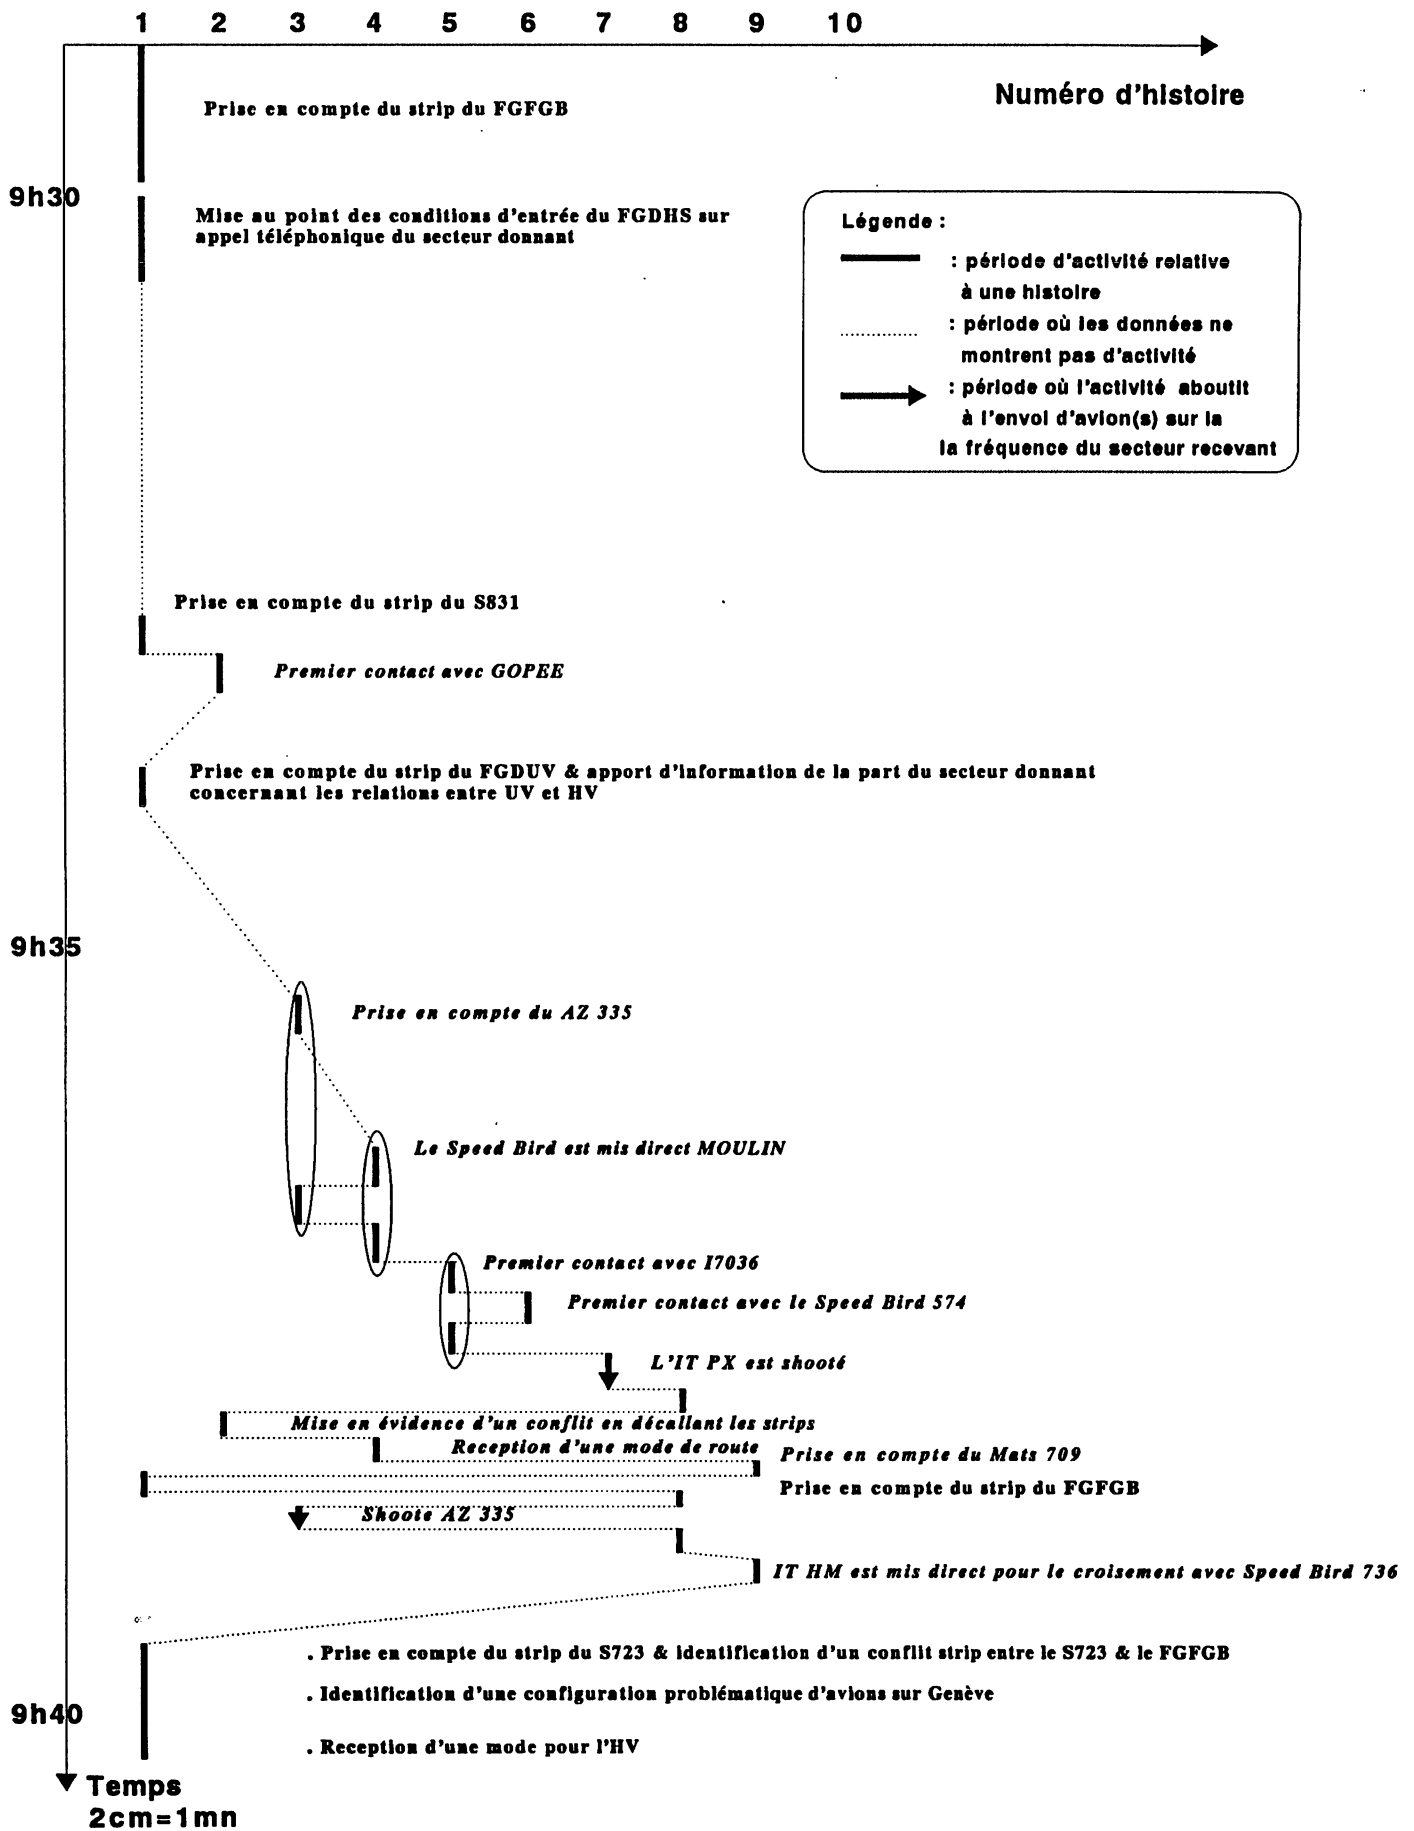 1 2 3 4 5 6 7 8 9 10
Numéro d'histoire
Prise en compte du strip du FGFGB
9h30
Mise au point des conditions d'entrée du FGDHS sur
appel téléphonique du secteur donnant
Légende :
: période d'activité relative
à une histoire
: période où les données ne
montrent pas d'activité
: période où l'activité aboutit
à l'envoi d'avion(s) sur la
la fréquence du secteur recevant
Prise en compte du strip du S831
Premier contact avec GOPEE
Prise en compte du strip du FGDUV & apport d'information de la part du secteur donnant
concernant les relations entre UV et HV
9h35
Prise en compte du AZ 335
Le Speed Bird est mis direct MOULIN
Premier contact avec I7036
Premier contact avec le Speed Bird 574
L'IT PX est shooté
Mise en évidence d'un conflit en décallant les strips
Reception d'une mode de route
Prise en compte du Mats 709
Prise en compte du strip du FGFGB
Shoote AZ 335
IT HM est mis direct pour le croisement avec Speed Bird 736
. Prise en compte du strip du S723 & identification d'un conflit strip entre le S723 & le FGFGB
. Identification d'une configuration problématique d'avions sur Genève
9h40
. Reception d'une mode pour l'HV
Temps
2cm=1mn